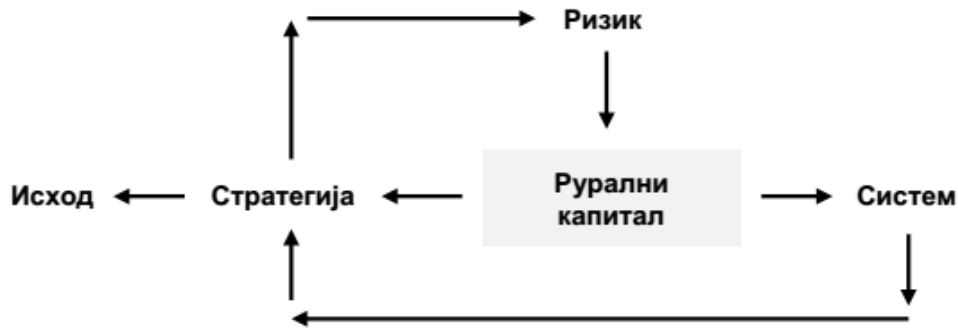 Ризик
Исход
Стратегија
Рурални
капитал
Систем